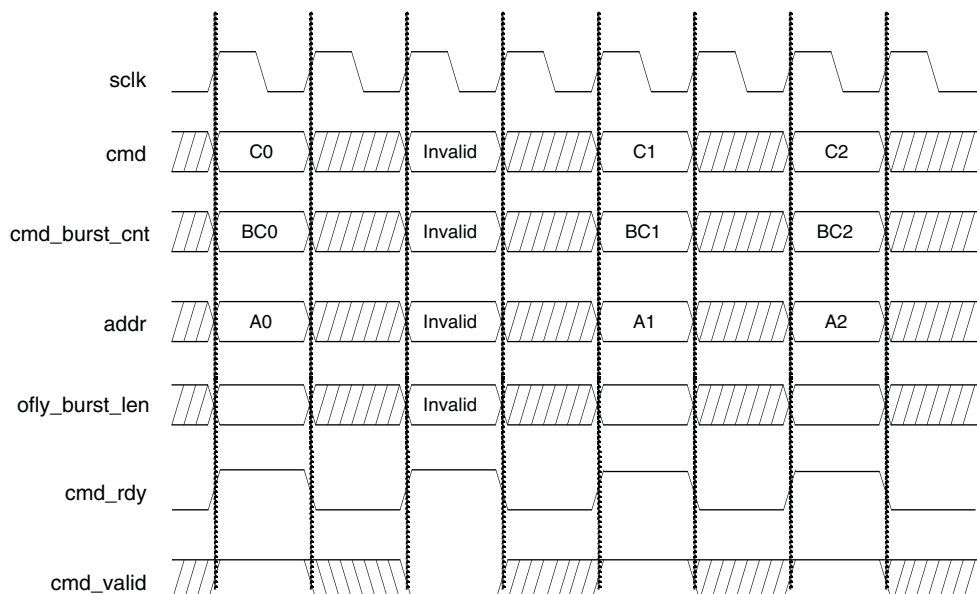 sclk
cmd C0 Invalid C1 C2
cmd_burst_cnt BC0 Invalid BC1 BC2
addr A0 Invalid A1 A2
ofly_burst_len Invalid
cmd_rdy
cmd_valid